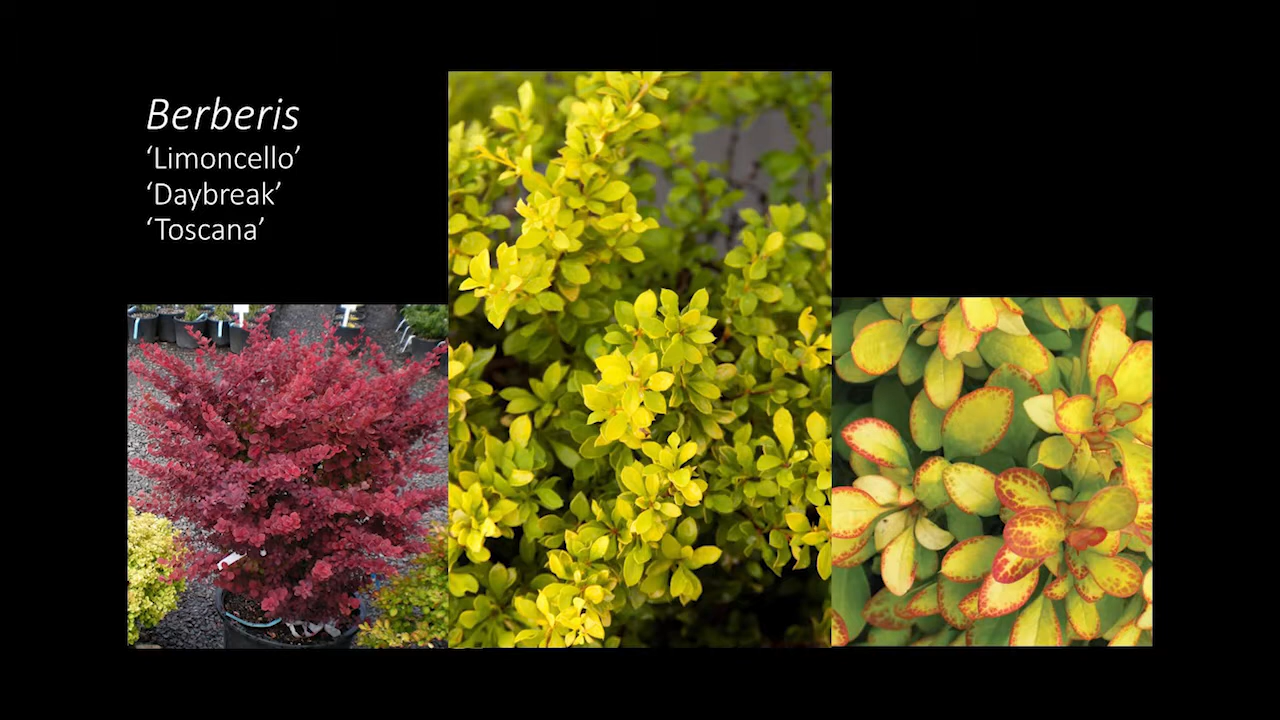 Berberis
‘Limoncello’
‘Daybreak’
‘Toscana’